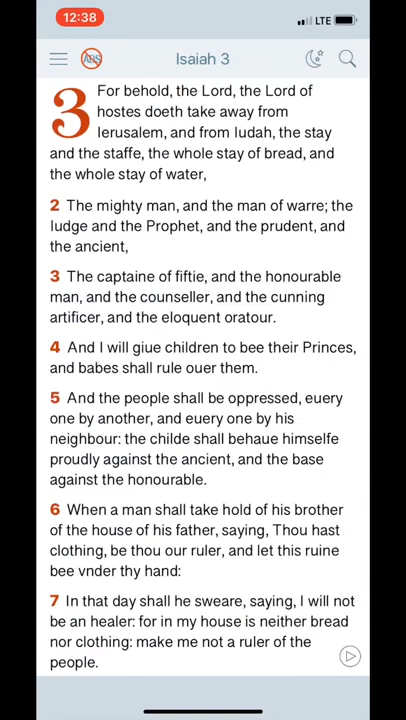 12:38
LTE
ADS
Isaiah 3
3 For behold, the Lord, the Lord of
hostes doeth take away from
Ierusalem, and from Iudah, the stay
and the staffe, the whole stay of bread, and
the whole stay of water,
2 The mighty man, and the man of warre; the
Iudge and the Prophet, and the prudent, and
the ancient,
3 The captaine of fiftie, and the honourable
man, and the counseller, and the cunning
artificer, and the eloquent oratour.
4 And I will giue children to bee their Princes,
and babes shall rule ouer them.
5 And the people shall be oppressed, euery
one by another, and euery one by his
neighbour: the childe shall behaue himselfe
proudly against the ancient, and the base
against the honourable.
6 When a man shall take hold of his brother
of the house of his father, saying, Thou hast
clothing, be thou our ruler, and let this ruine
bee vnder thy hand:
7 In that day shall he sweare, saying, I will not
be an healer: for in my house is neither bread
nor clothing: make me not a ruler of the
people.